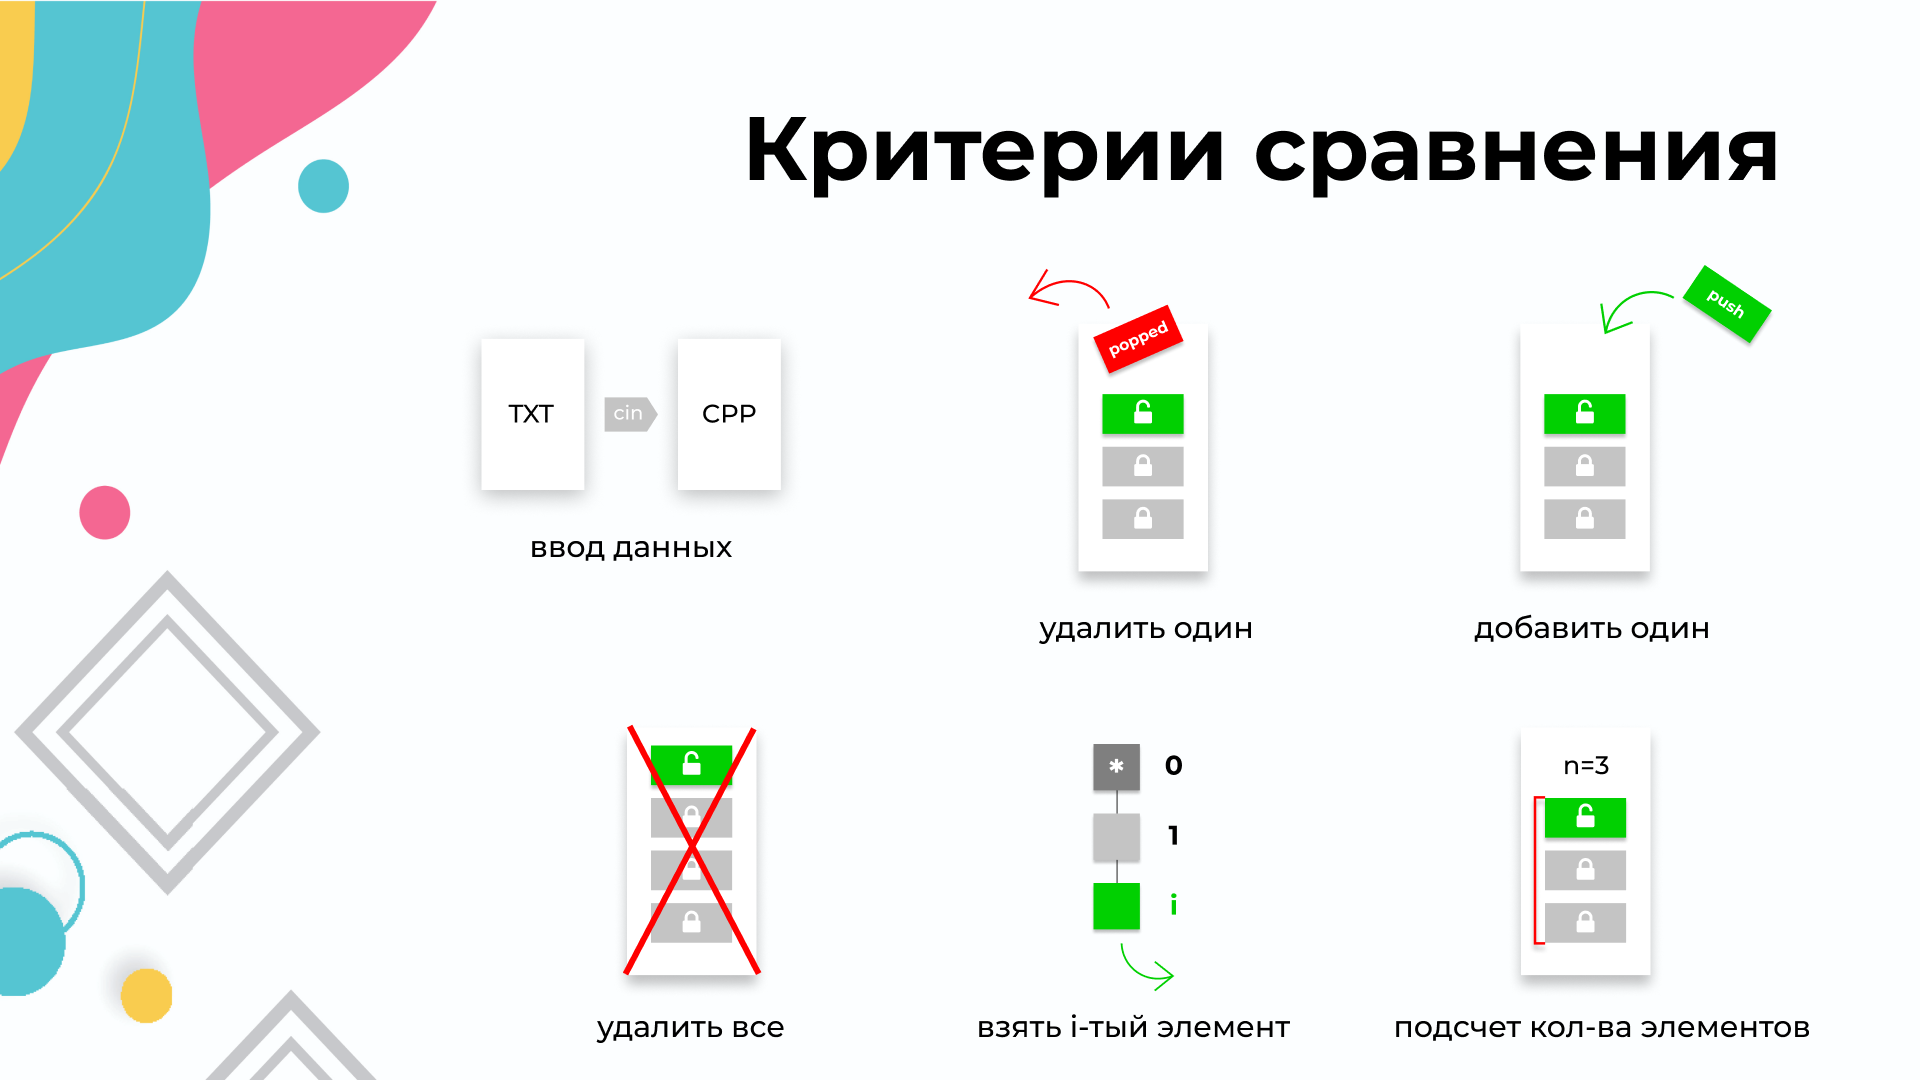 Критерии сравнения
TXT
cin
CPP
ввод данных
popped
удалить один
push
добавить один
удалить все
* 0
1
i
взять i-тый элемент
n=3
подсчет кол-ва элементов